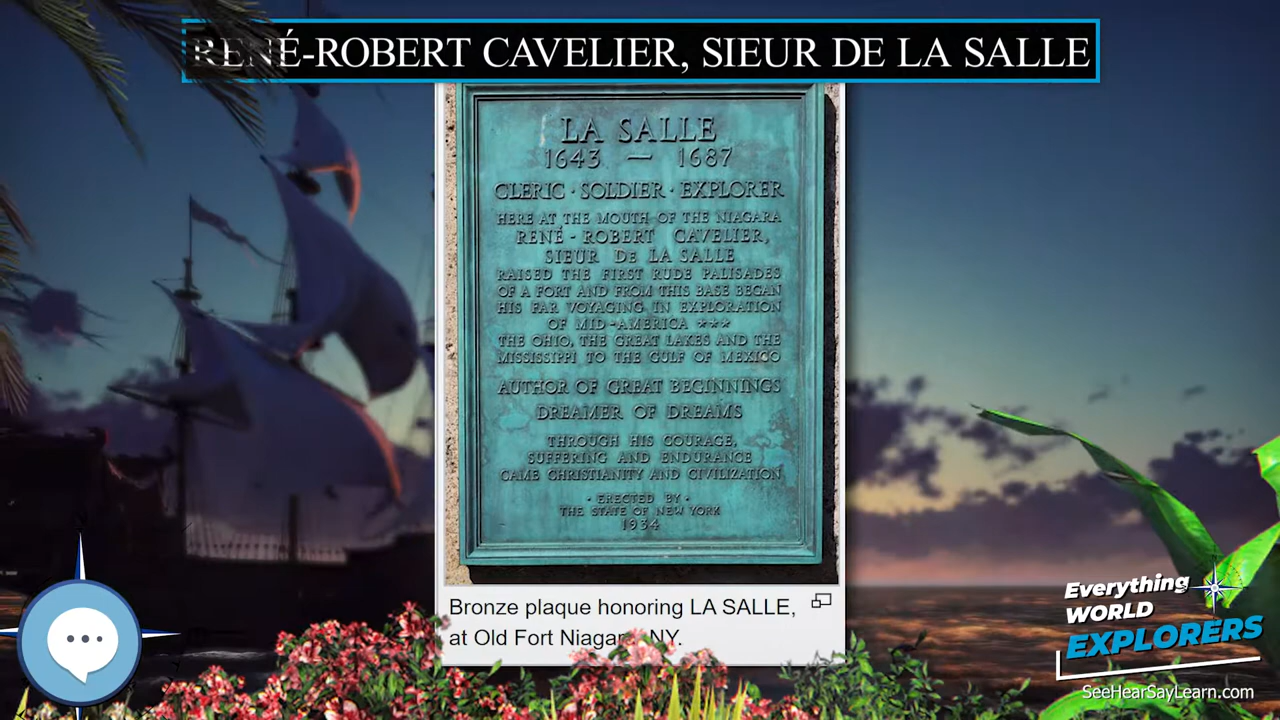 RENÉ-ROBERT CAVELIER, SIEUR DE LA SALLE
LA SALLE
1643 — 1687
CLERIC · SOLDIER · EXPLORER
HERE AT THE MOUTH OF THE NIAGARA
RENÉ - ROBERT CAVELIER,
SIEUR DE LA SALLE
RAISED THE FIRST RUDE PALISADES
OF A FORT AND FROM THIS BASE BEGAN
HIS FAR VOYAGING IN EXPLORATION
OF MID-AMERICA ★★★
THE OHIO, THE GREAT LAKES AND THE
MISSISSIPPI TO THE GULF OF MEXICO
AUTHOR OF GREAT BEGINNINGS
DREAMER OF DREAMS
THROUGH HIS COURAGE,
SUFFERING AND ENDURANCE
CAME CHRISTIANITY AND CIVILIZATION
· ERECTED BY ·
THE STATE OF NEW YORK
1934
Bronze plaque honoring LA SALLE,
at Old Fort Niagara, NY.
Everything
WORLD
EXPLORERS
SeeHearSayLearn.com